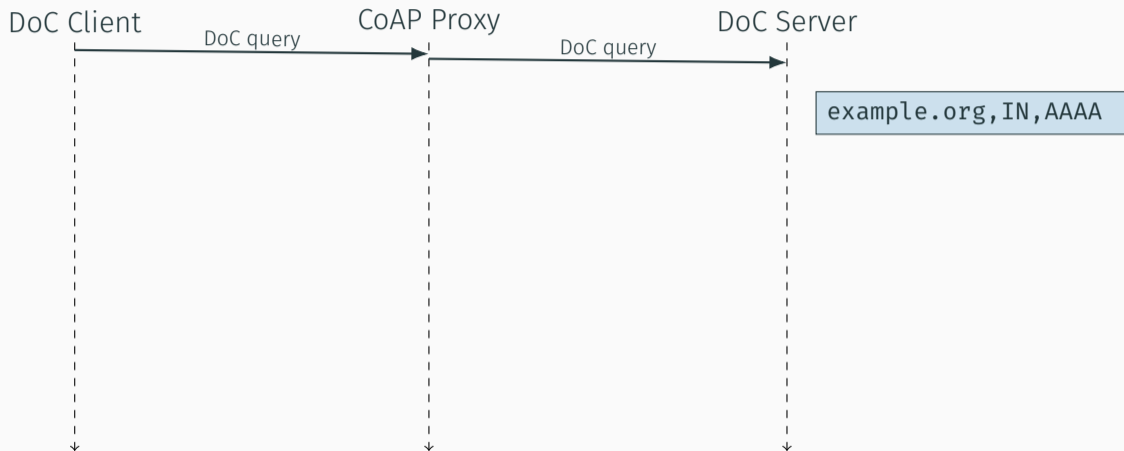 DoC Client
CoAP Proxy
DoC Server
DoC query
DoC query
example.org,IN,AAAA